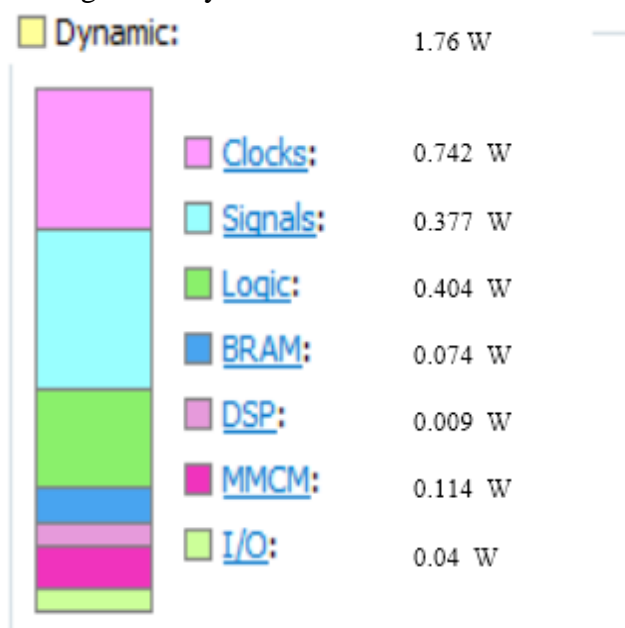 Dynamic: 1.76 W
Clocks: 0.742 W
Signals: 0.377 W
Logic: 0.404 W
BRAM: 0.074 W
DSP: 0.009 W
MMCM: 0.114 W
I/O: 0.04 W